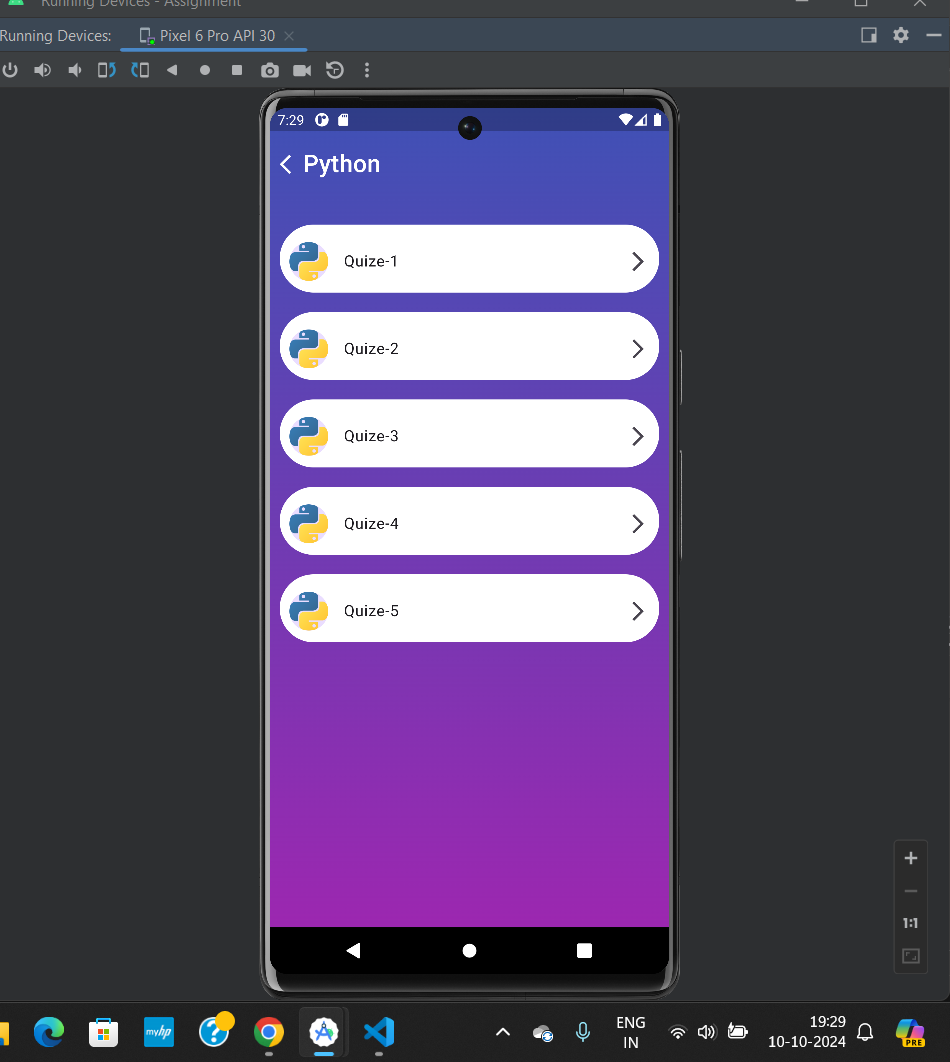 Running Devices - Assignment
Running Devices:
Pixel 6 Pro API 30
7:29
Python
Quize-1
Quize-2
Quize-3
Quize-4
Quize-5
1:1
myhp
ENG
IN
19:29
10-10-2024
PRE